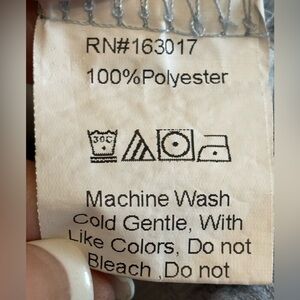 RN#163017
100%Polyester
30C
Machine Wash
Cold Gentle, With
Like Colors, Do not
Bleach ,Do not